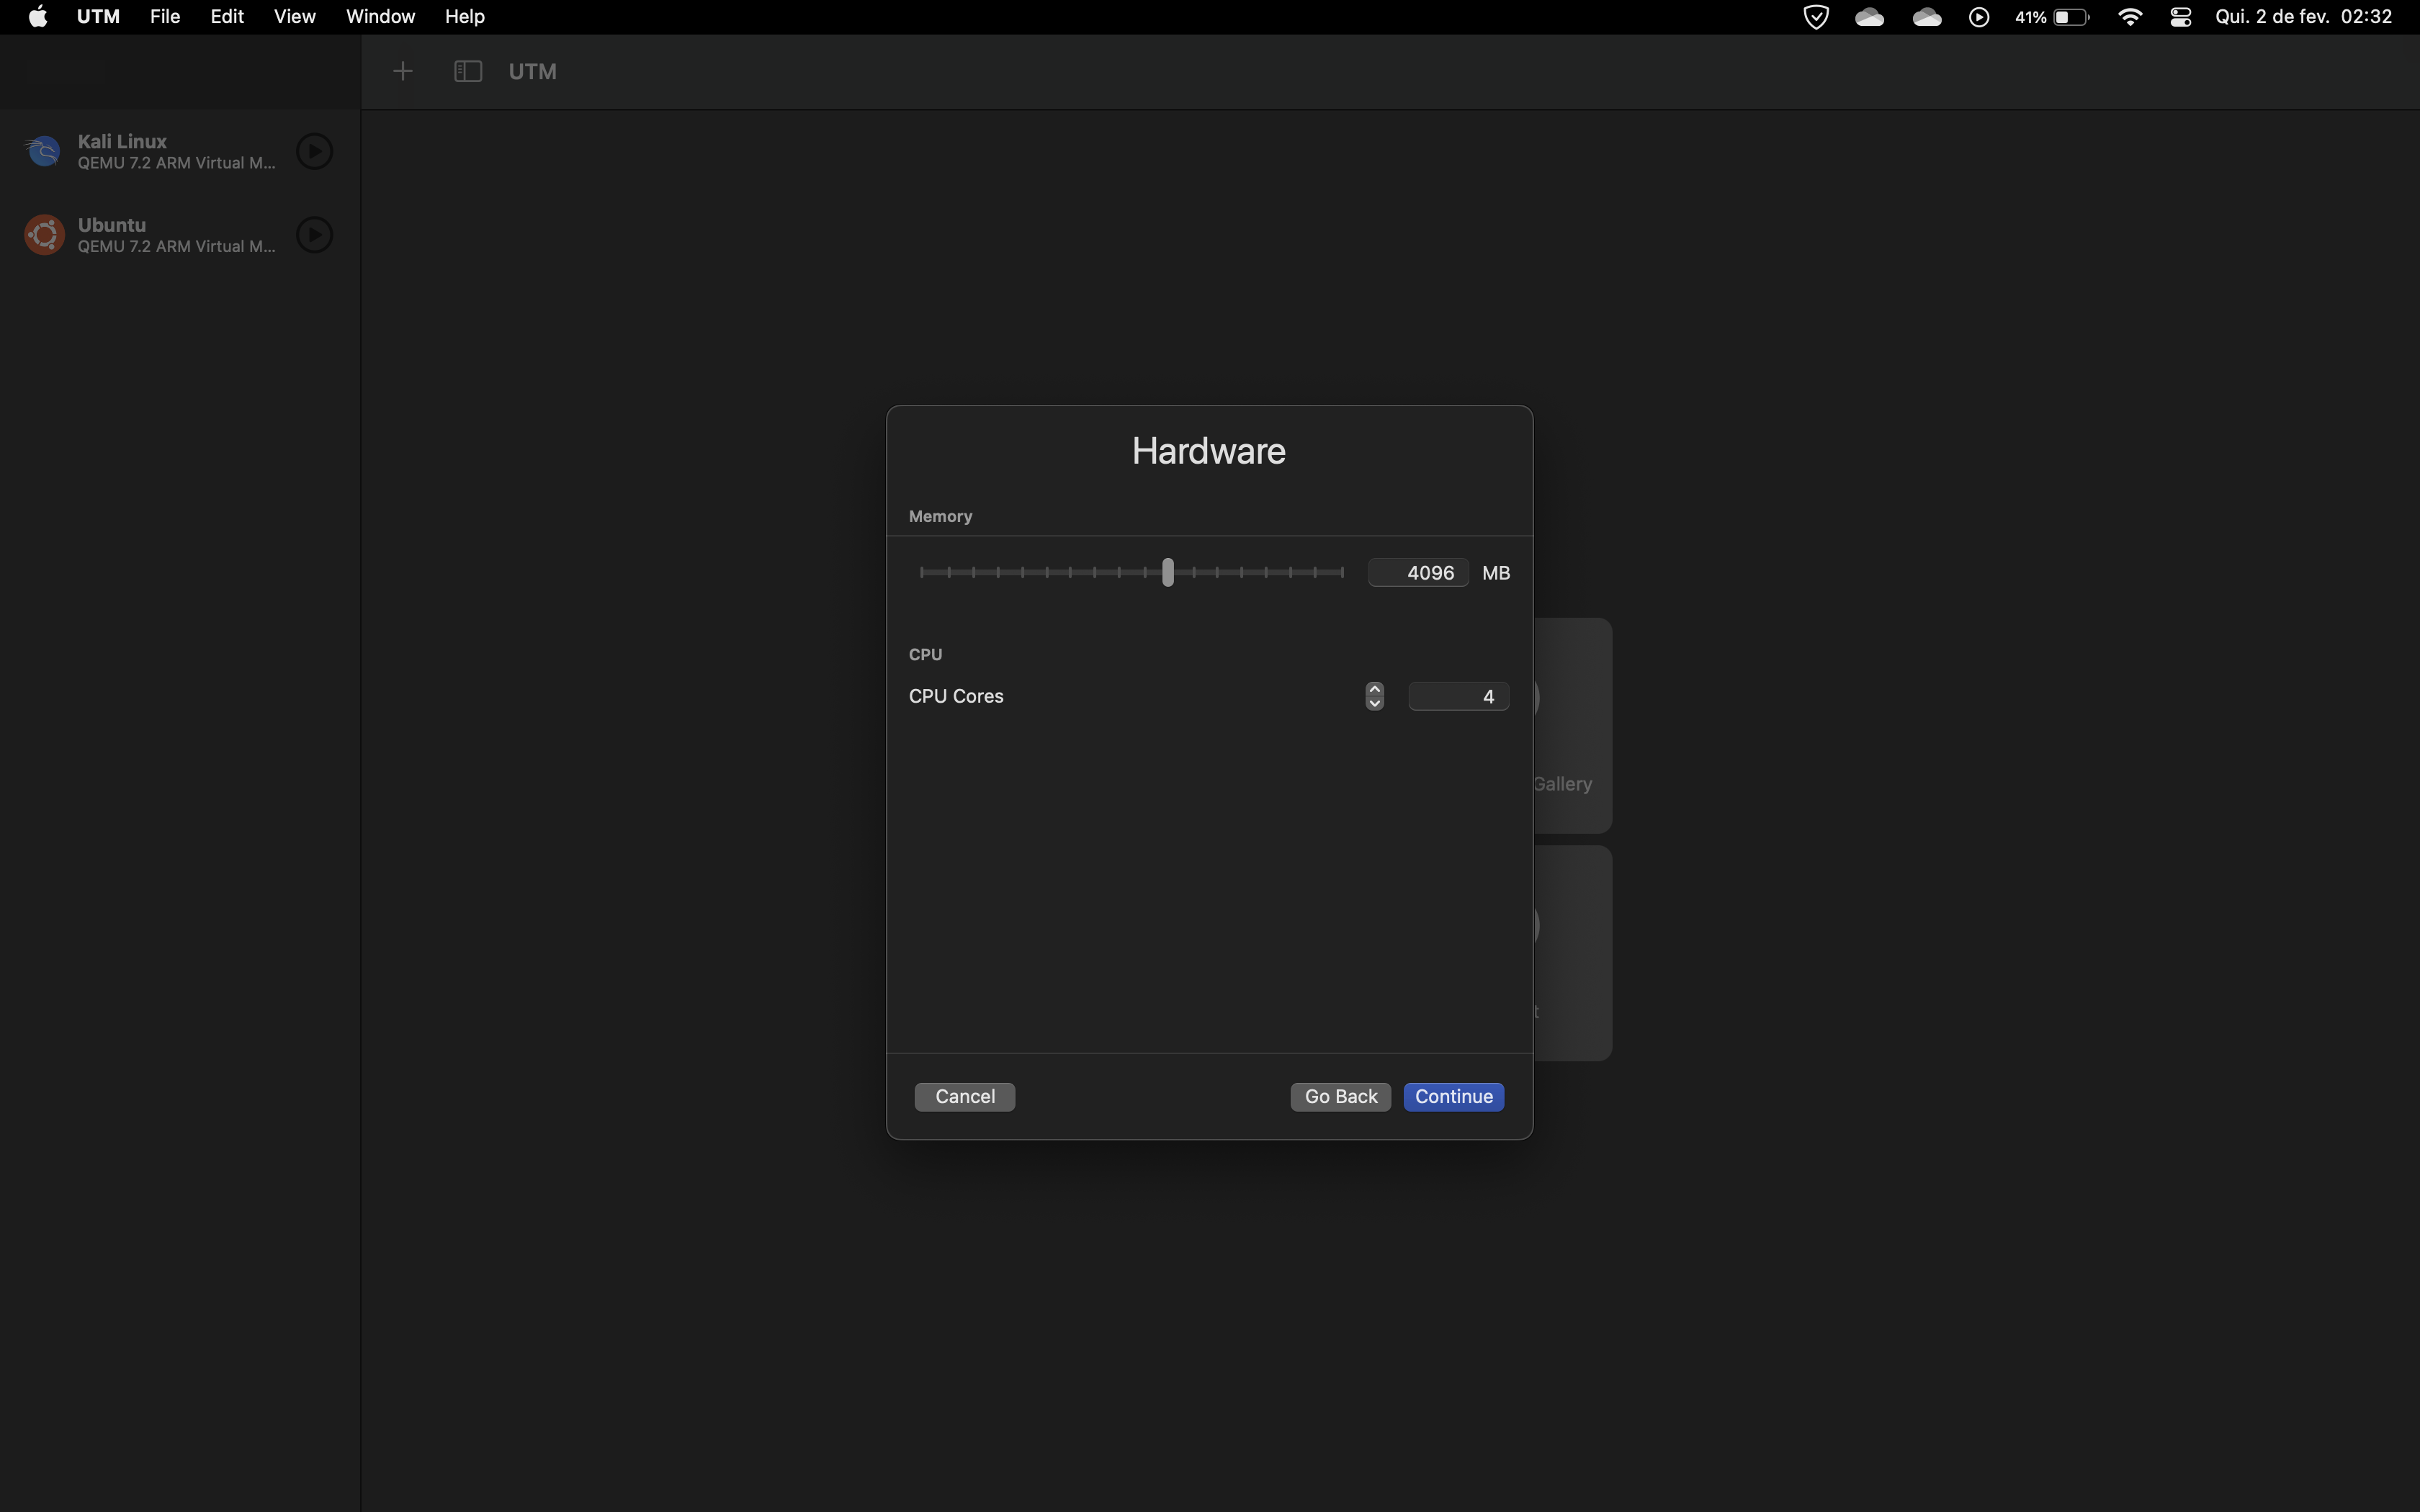 UTM File Edit View Window Help
41% Qui. 2 de fev. 02:32
UTM
Kali Linux
QEMU 7.2 ARM Virtual M...
Ubuntu
QEMU 7.2 ARM Virtual M...
Hardware
Memory
4096 MB
CPU
CPU Cores 4
Gallery
t
Cancel Go Back Continue